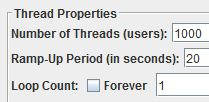 Thread Properties
Number of Threads (users): 1000
Ramp-Up Period (in seconds): 20
Loop Count: Forever 1